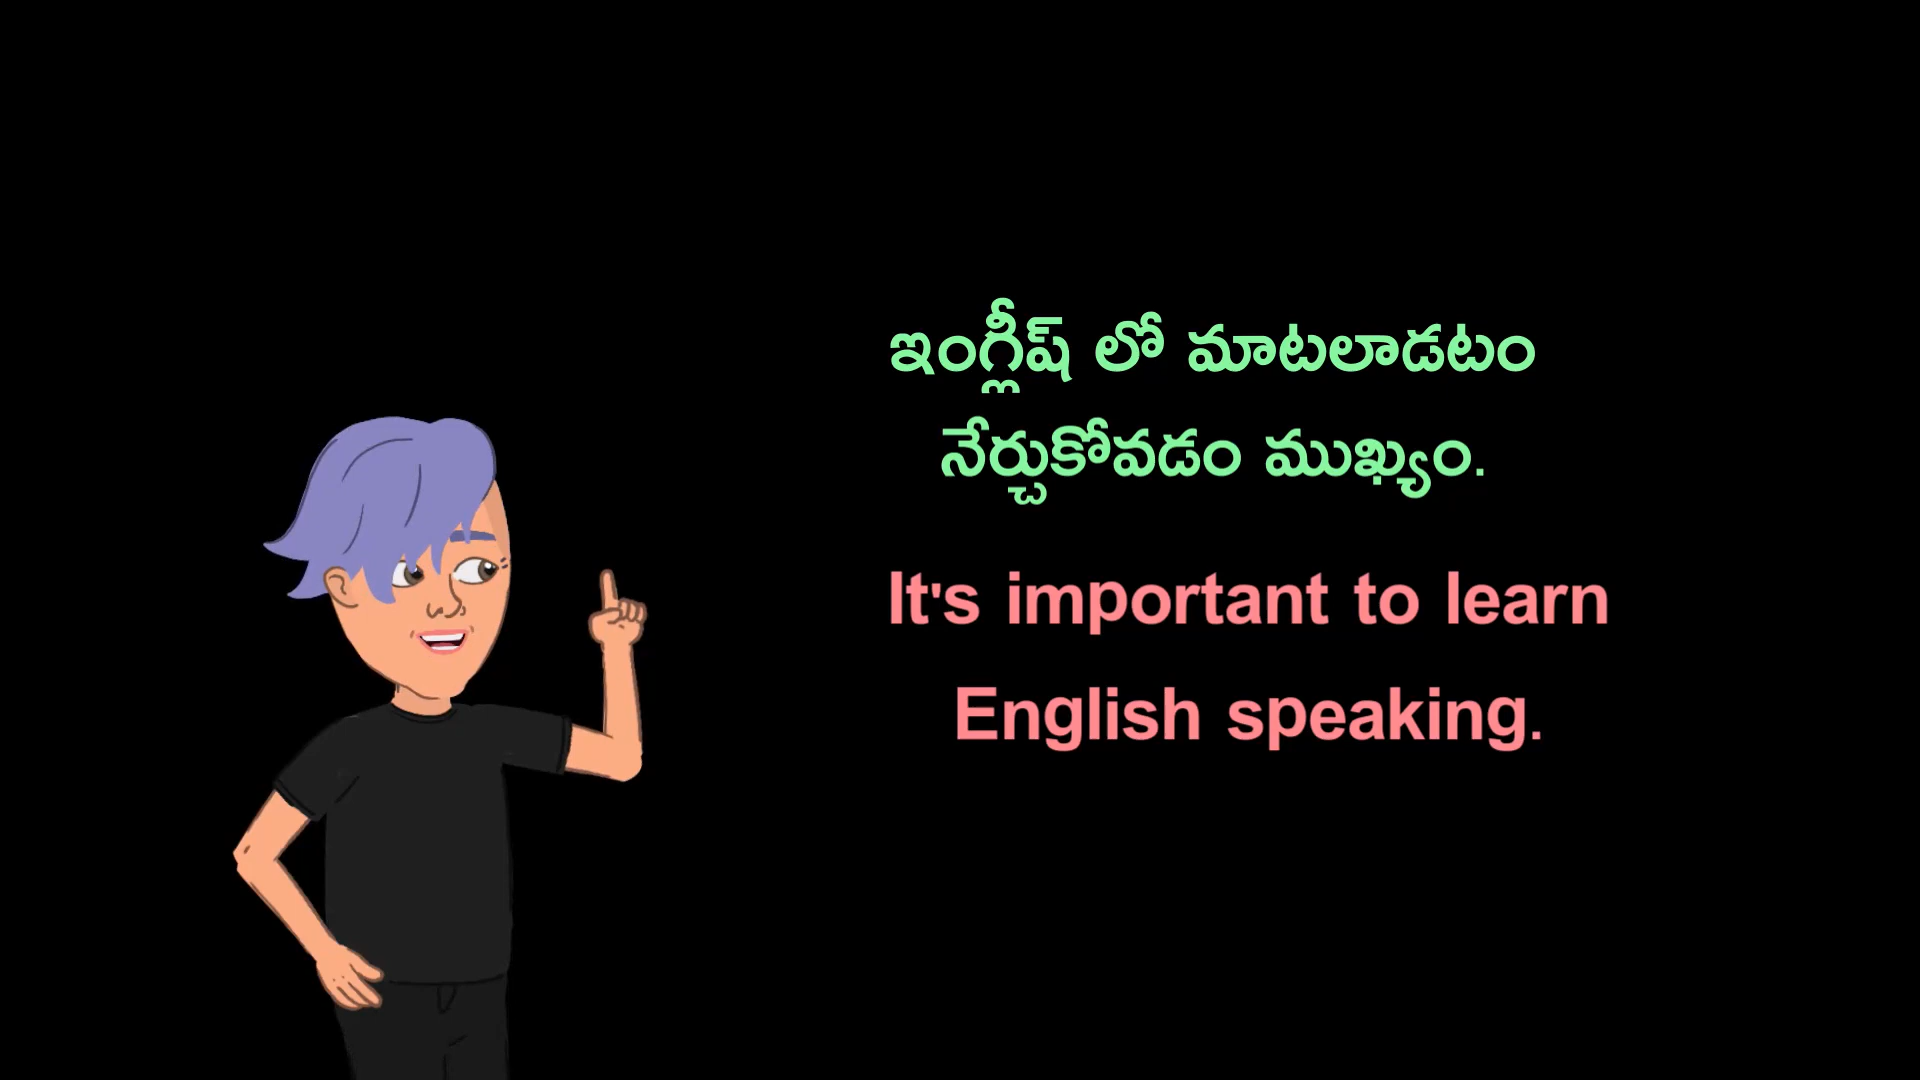 ఇంగ్లీష్ లో మాటలాడటం
నేర్చుకోవడం ముఖ్యం.
It's important to learn
English speaking.